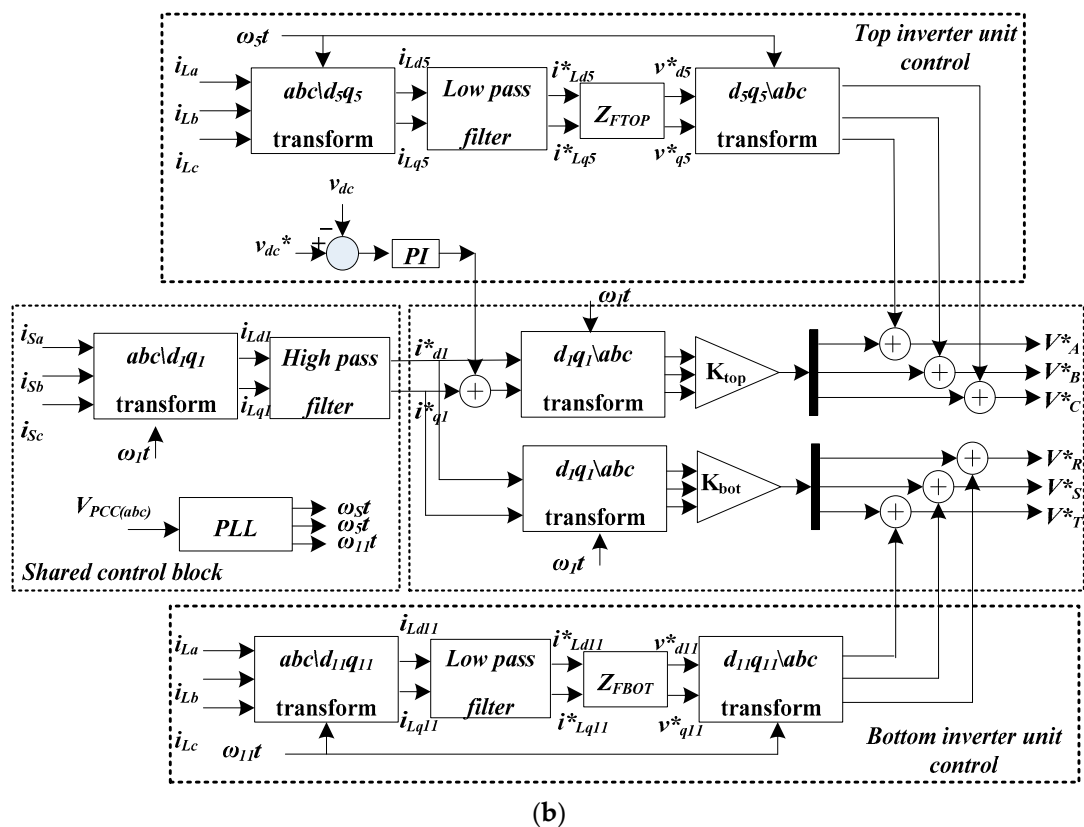 ω5t
Top inverter unit
control
iLa
iLb
iLc
abc\d5q5
transform
iLd5
iLq5
Low pass
filter
i*Ld5
i*Lq5
ZFTOP
v*d5
v*q5
d5q5\abc
transform
vdc
−
+
vdc*
PI
ω1t
iSa
iSb
iSc
abc\d1q1
transform
ω1t
iLd1
iLq1
High pass
filter
i*d1
i*q1
+
d1q1\abc
transform
Ktop
+
+
+
V*A
V*B
V*C
d1q1\abc
transform
ω1t
Kbot
+
+
+
V*R
V*S
V*T
VPCC(abc)
PLL
ωSt
ω5t
ω11t
Shared control block
iLa
iLb
iLc
abc\d11q11
transform
ω11t
iLd11
iLq11
Low pass
filter
i*Ld11
i*Lq11
ZFBOT
v*d11
v*q11
d11q11\abc
transform
Bottom inverter unit
control
(b)